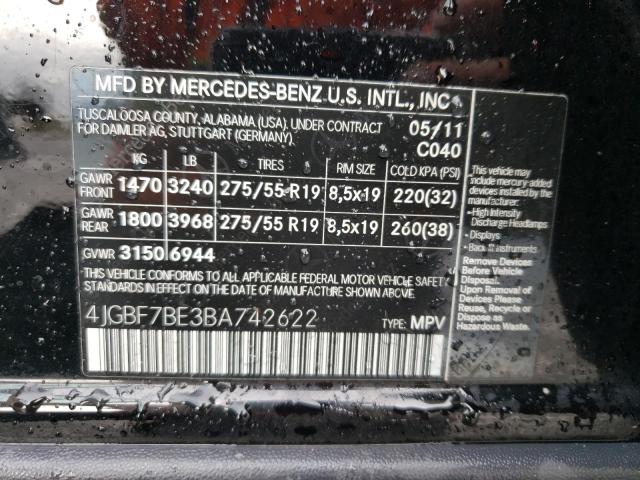 MFD BY MERCEDES-BENZ U.S. INTL., INC
TUSCALOOSA COUNTY, ALABAMA (USA), UNDER CONTRACT
FOR DAIMLER AG, STUTTGART (GERMANY)
05/11
C040
KG LB TIRES RIM SIZE COLD KPA (PSI)
GAWR FRONT 1470 3240 275/55 R19 8,5x19 220(32)
GAWR REAR 1800 3968 275/55 R19 8,5x19 260(38)
GVWR 3150 6944
THIS VEHICLE CONFORMS TO ALL APPLICABLE FEDERAL MOTOR VEHICLE SAFETY
STANDARDS IN EFFECT ON THE DATE OF MANUFACTURE SHOWN ABOVE
4JGBF7BE3BA742622
TYPE: MPV
This vehicle may
include mercury-added
devices installed by
the manufacturer:
- High Intensity
Discharge Headlamps
- Displays
- Back lit Instruments
Remove Devices
Before Vehicle
Disposal.
Upon Removal of
Devices Please
Reuse, Recycle or
Dispose as
Hazardous Waste.